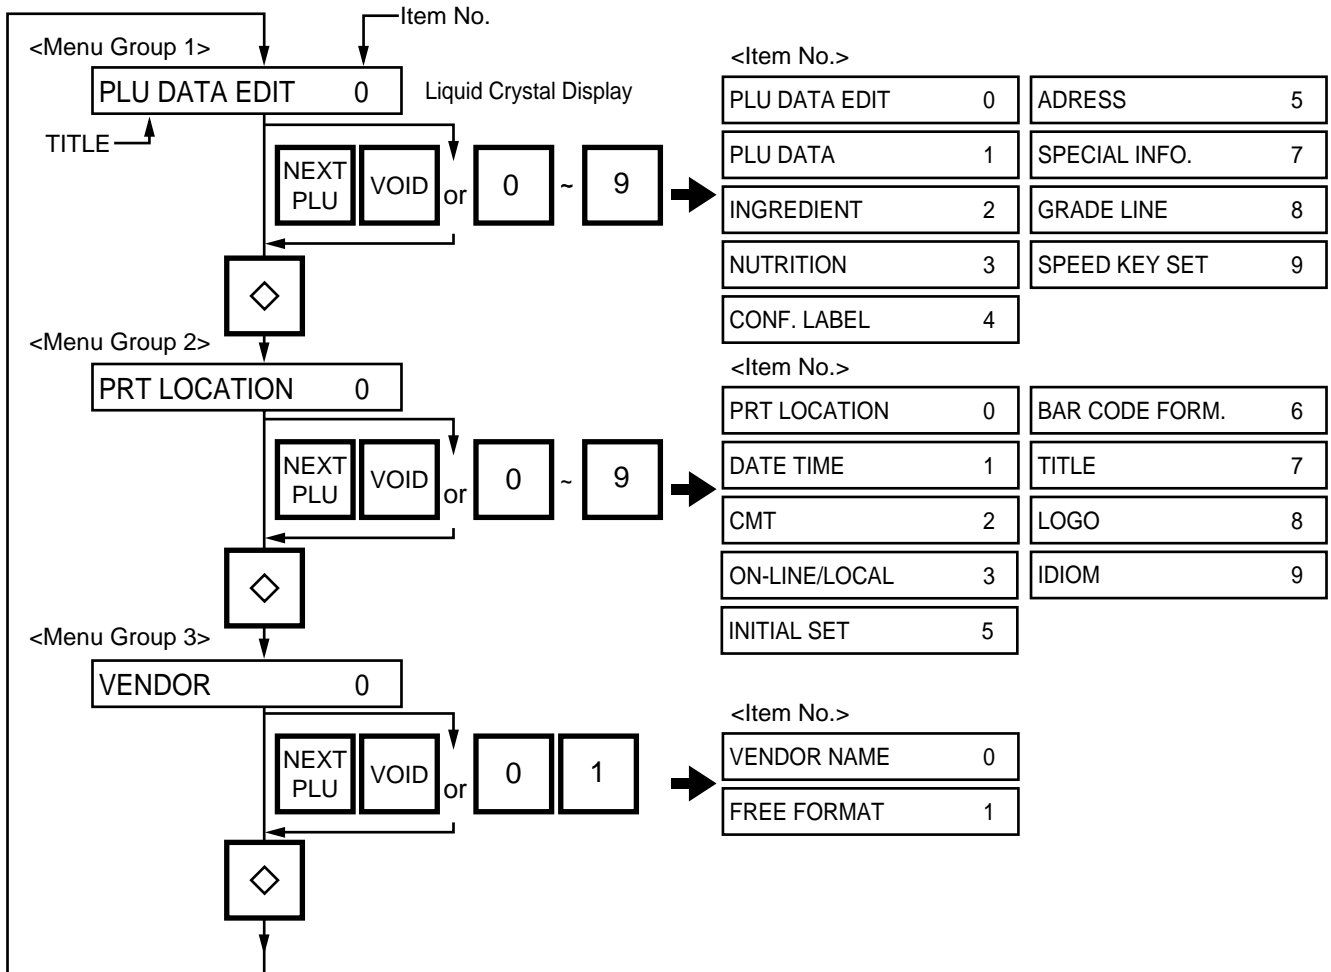 Item No.
<Menu Group 1>
PLU DATA EDIT 0
Liquid Crystal Display
TITLE
NEXT PLU
VOID
or
0 ~ 9
<Item No.>
PLU DATA EDIT 0
PLU DATA 1
INGREDIENT 2
NUTRITION 3
CONF. LABEL 4
ADRESS 5
SPECIAL INFO. 7
GRADE LINE 8
SPEED KEY SET 9
<Menu Group 2>
PRT LOCATION 0
NEXT PLU
VOID
or
0 ~ 9
<Item No.>
PRT LOCATION 0
DATE TIME 1
CMT 2
ON-LINE/LOCAL 3
INITIAL SET 5
BAR CODE FORM. 6
TITLE 7
LOGO 8
IDIOM 9
<Menu Group 3>
VENDOR 0
NEXT PLU
VOID
or
0 1
<Item No.>
VENDOR NAME 0
FREE FORMAT 1